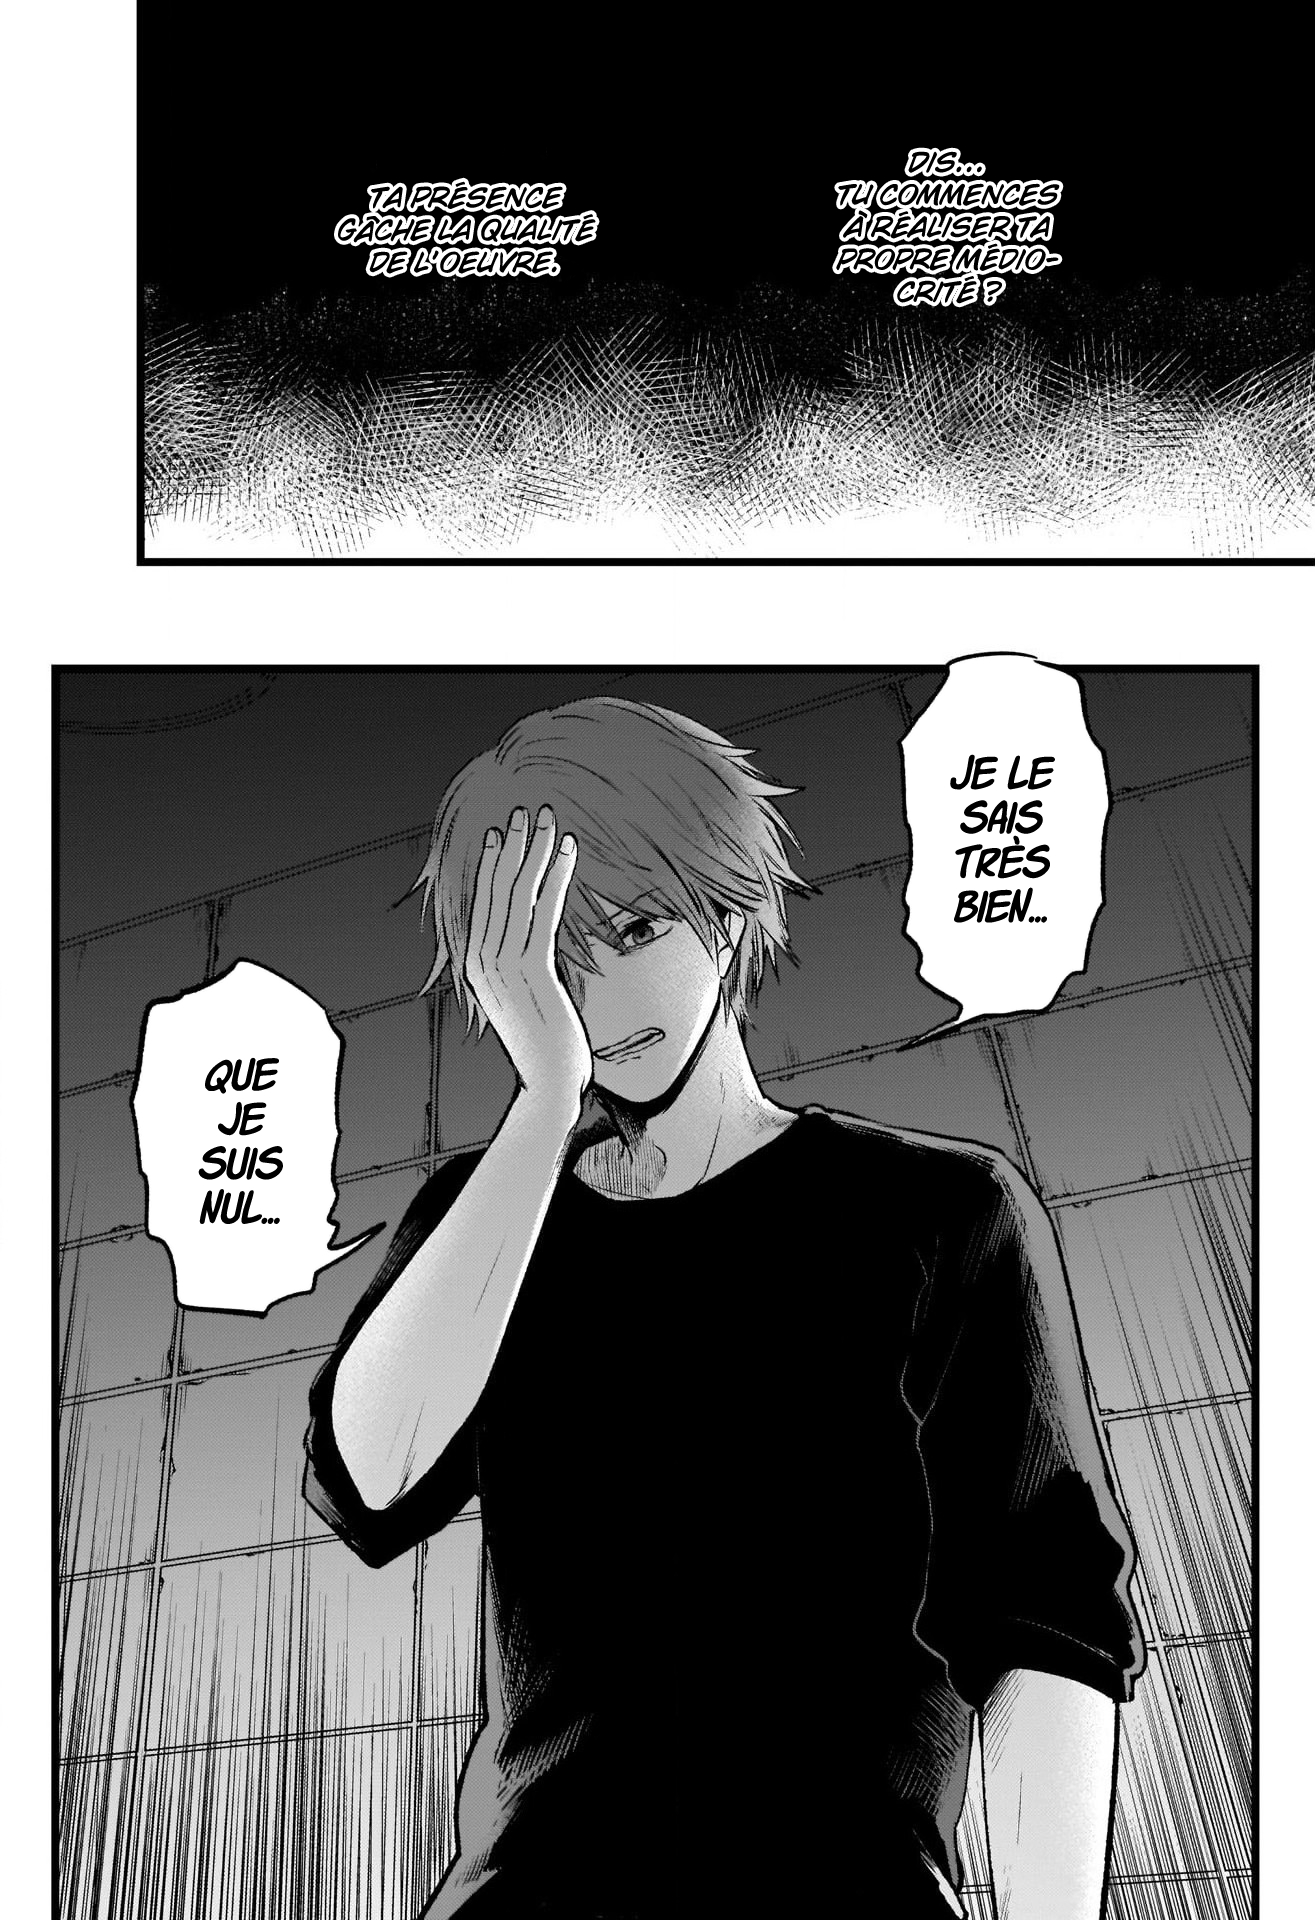 DIS...
TU COMMENCES
À RÉALISER TA
PROPRE MÉDIO-
CRITÉ ?
TA PRÉSENCE
GÂCHE LA QUALITÉ
DE L'OEUVRE.
JE LE
SAIS
TRÈS
BIEN...
QUE
JE
SUIS
NUL...